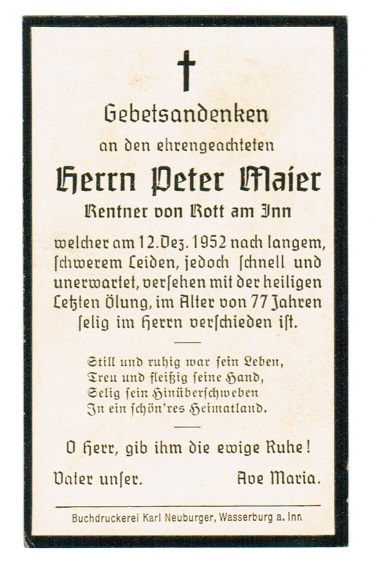 Gebetsandenken
an den ehrengeachteten
Herrn Peter Maier
Rentner von Rott am Inn
welcher am 12. Dez. 1952 nach langem,
schwerem Leiden, jedoch schnell und
unerwartet, versehen mit der heiligen
Letzten Ölung, im Alter von 77 Jahren
selig im Herrn verschieden ist.
Still und ruhig war sein Leben,
Treu und fleißig seine Hand,
Selig sein Hinüberschweben
In ein schön'res Heimatland.
O Herr, gib ihm die ewige Ruhe!
Vater unser. Ave Maria.
Buchdruckerei Karl Neuburger, Wasserburg a. Inn